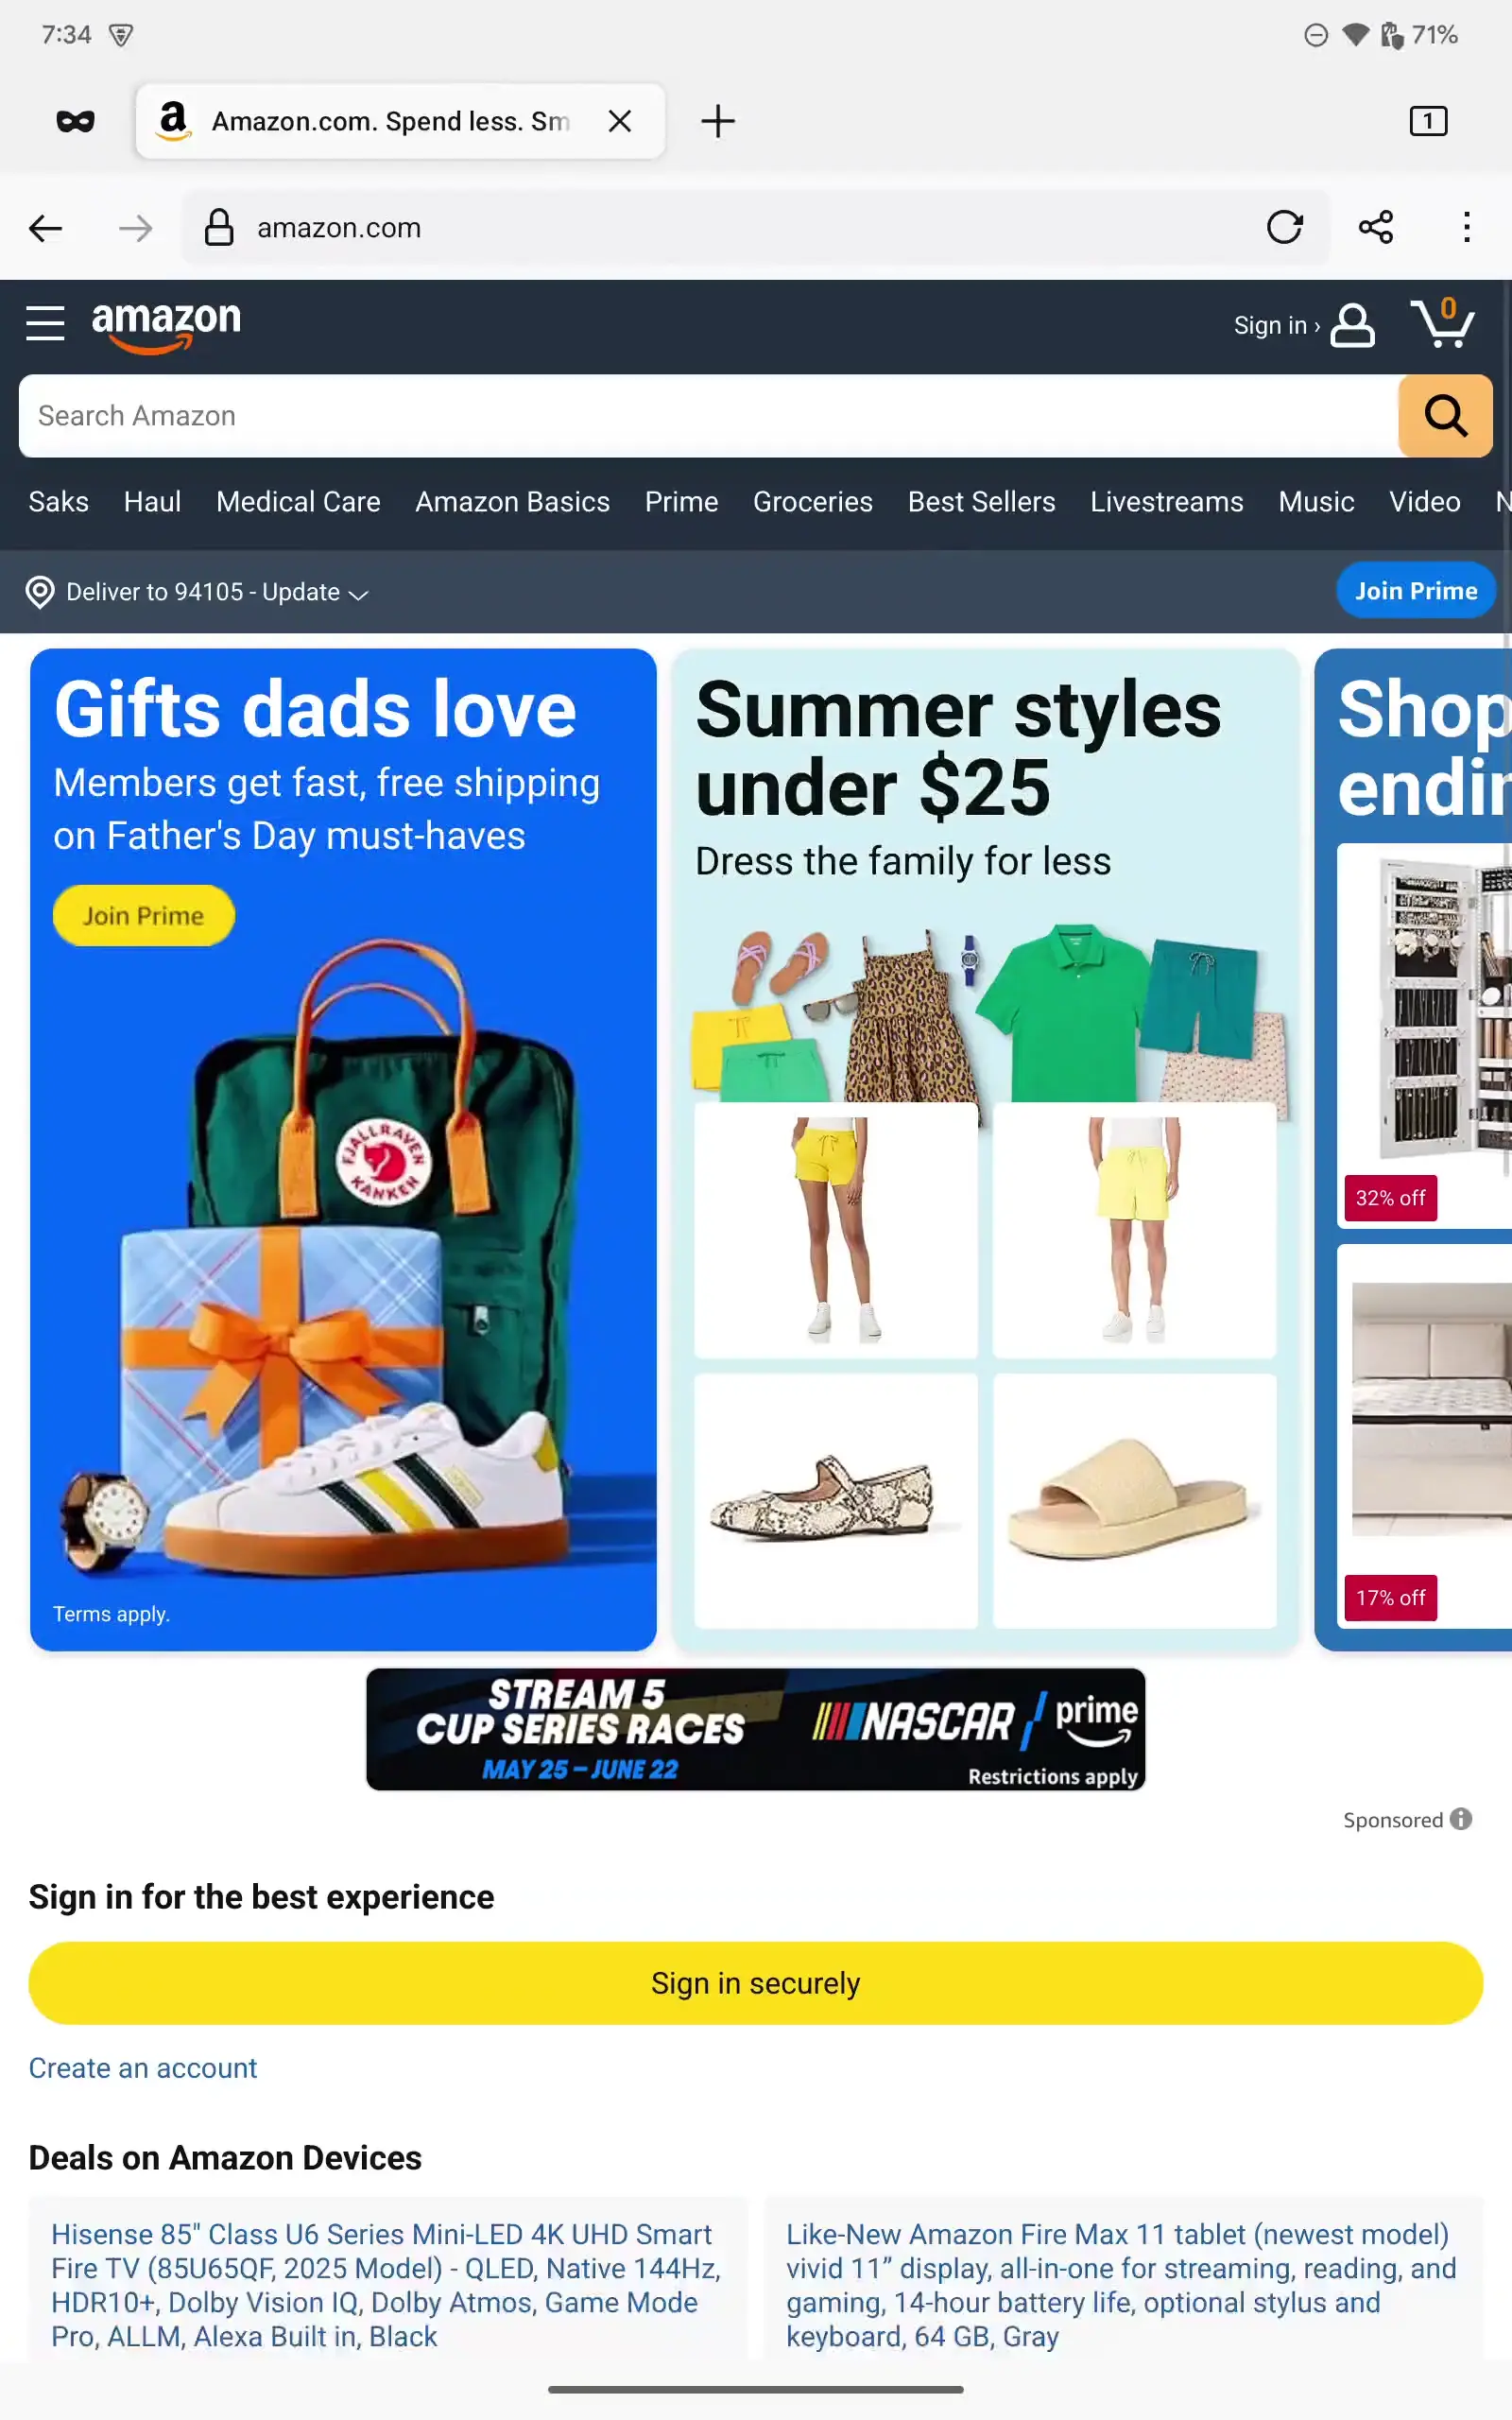 7:34
71%
Amazon.com. Spend less. Sm
1
amazon.com
amazon
Sign in ›
0
Search Amazon
Saks Haul Medical Care Amazon Basics Prime Groceries Best Sellers Livestreams Music Video N
Deliver to 94105 - Update
Join Prime
Gifts dads love
Members get fast, free shipping
on Father's Day must-haves
Join Prime
FJALLRAVEN
KANKEN
Terms apply.
Summer styles
under $25
Dress the family for less
Shop
endin
32% off
17% off
STREAM 5
CUP SERIES RACES
MAY 25 – JUNE 22
NASCAR / prime
Restrictions apply
Sponsored
Sign in for the best experience
Sign in securely
Create an account
Deals on Amazon Devices
Hisense 85" Class U6 Series Mini-LED 4K UHD Smart
Fire TV (85U65QF, 2025 Model) - QLED, Native 144Hz,
HDR10+, Dolby Vision IQ, Dolby Atmos, Game Mode
Pro, ALLM, Alexa Built in, Black
Like-New Amazon Fire Max 11 tablet (newest model)
vivid 11” display, all-in-one for streaming, reading, and
gaming, 14-hour battery life, optional stylus and
keyboard, 64 GB, Gray